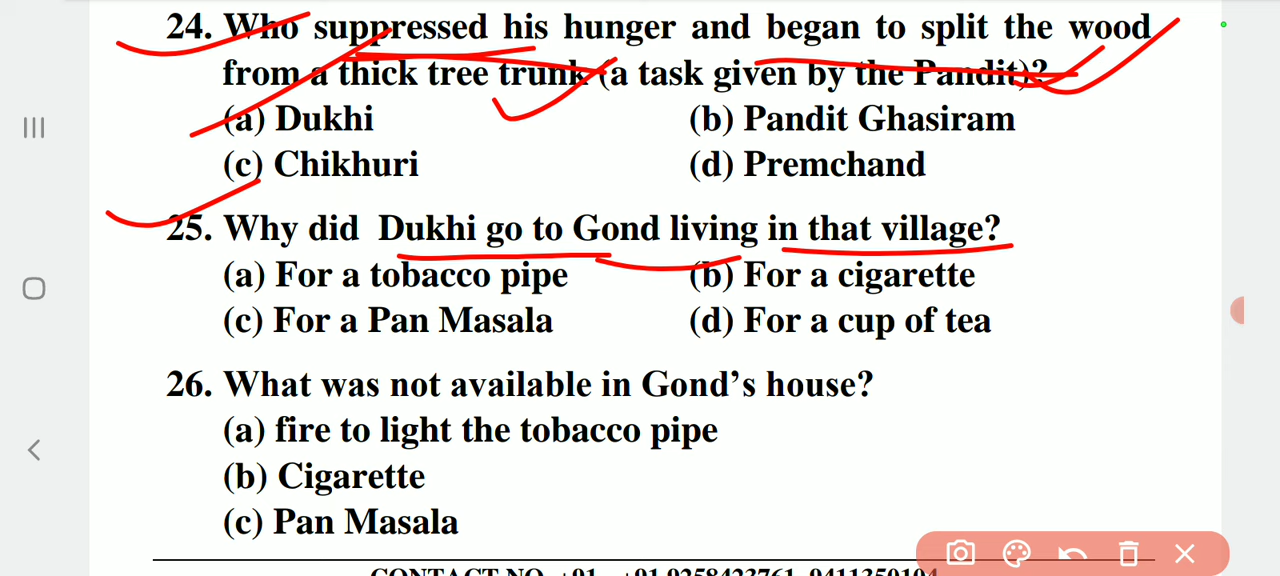 24. Who suppressed his hunger and began to split the wood
from a thick tree trunk (a task given by the Pandit)?
(a) Dukhi (b) Pandit Ghasiram
(c) Chikhuri (d) Premchand
25. Why did Dukhi go to Gond living in that village?
(a) For a tobacco pipe (b) For a cigarette
(c) For a Pan Masala (d) For a cup of tea
26. What was not available in Gond's house?
(a) fire to light the tobacco pipe
(b) Cigarette
(c) Pan Masala